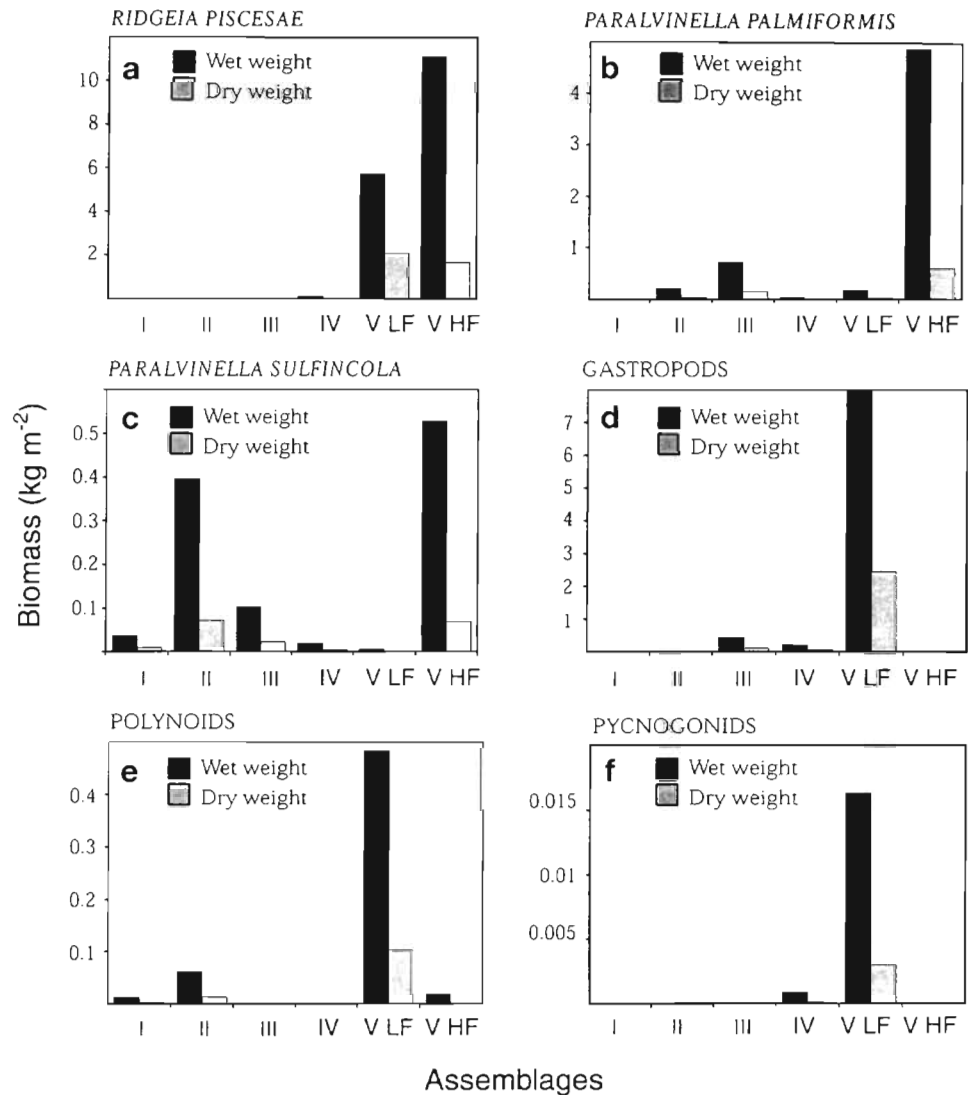 RIDGEIA PISCESAE
a
Wet weight
Dry weight
10
8
6
4
2
I II III IV V LF V HF
PARALVINELLA PALMIFORMIS
b
Wet weight
Dry weight
4
3
2
1
I II III IV V LF V HF
PARALVINELLA SULFINCOLA
c
Wet weight
Dry weight
0.5
0.4
0.3
0.2
0.1
I II III IV V LF V HF
GASTROPODS
d
Wet weight
Dry weight
7
6
5
4
3
2
1
I II III IV V LF V HF
POLYNOIDS
e
Wet weight
Dry weight
0.4
0.3
0.2
0.1
I II III IV V LF V HF
PYCNOGONIDS
f
Wet weight
Dry weight
0.015
0.01
0.005
I II III IV V LF V HF
Biomass (kg m⁻²)
Assemblages